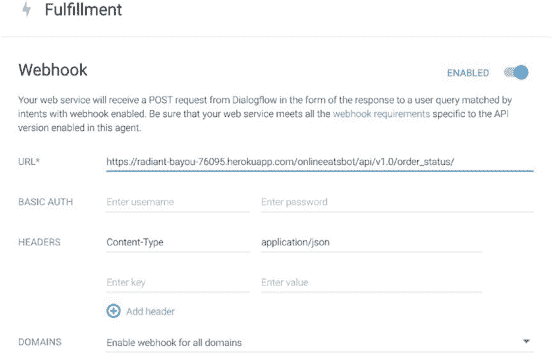 Fulfillment
Webhook
ENABLED
Your web service will receive a POST request from Dialogflow in the form of the response to a user query matched by
intents with webhook enabled. Be sure that your web service meets all the webhook requirements specific to the API
version enabled in this agent.
URL* https://radiant-bayou-76095.herokuapp.com/onlineeatsbot/api/v1.0/order_status/
BASIC AUTH Enter username Enter password
HEADERS Content-Type application/json
Enter key Enter value
Add header
DOMAINS Enable webhook for all domains